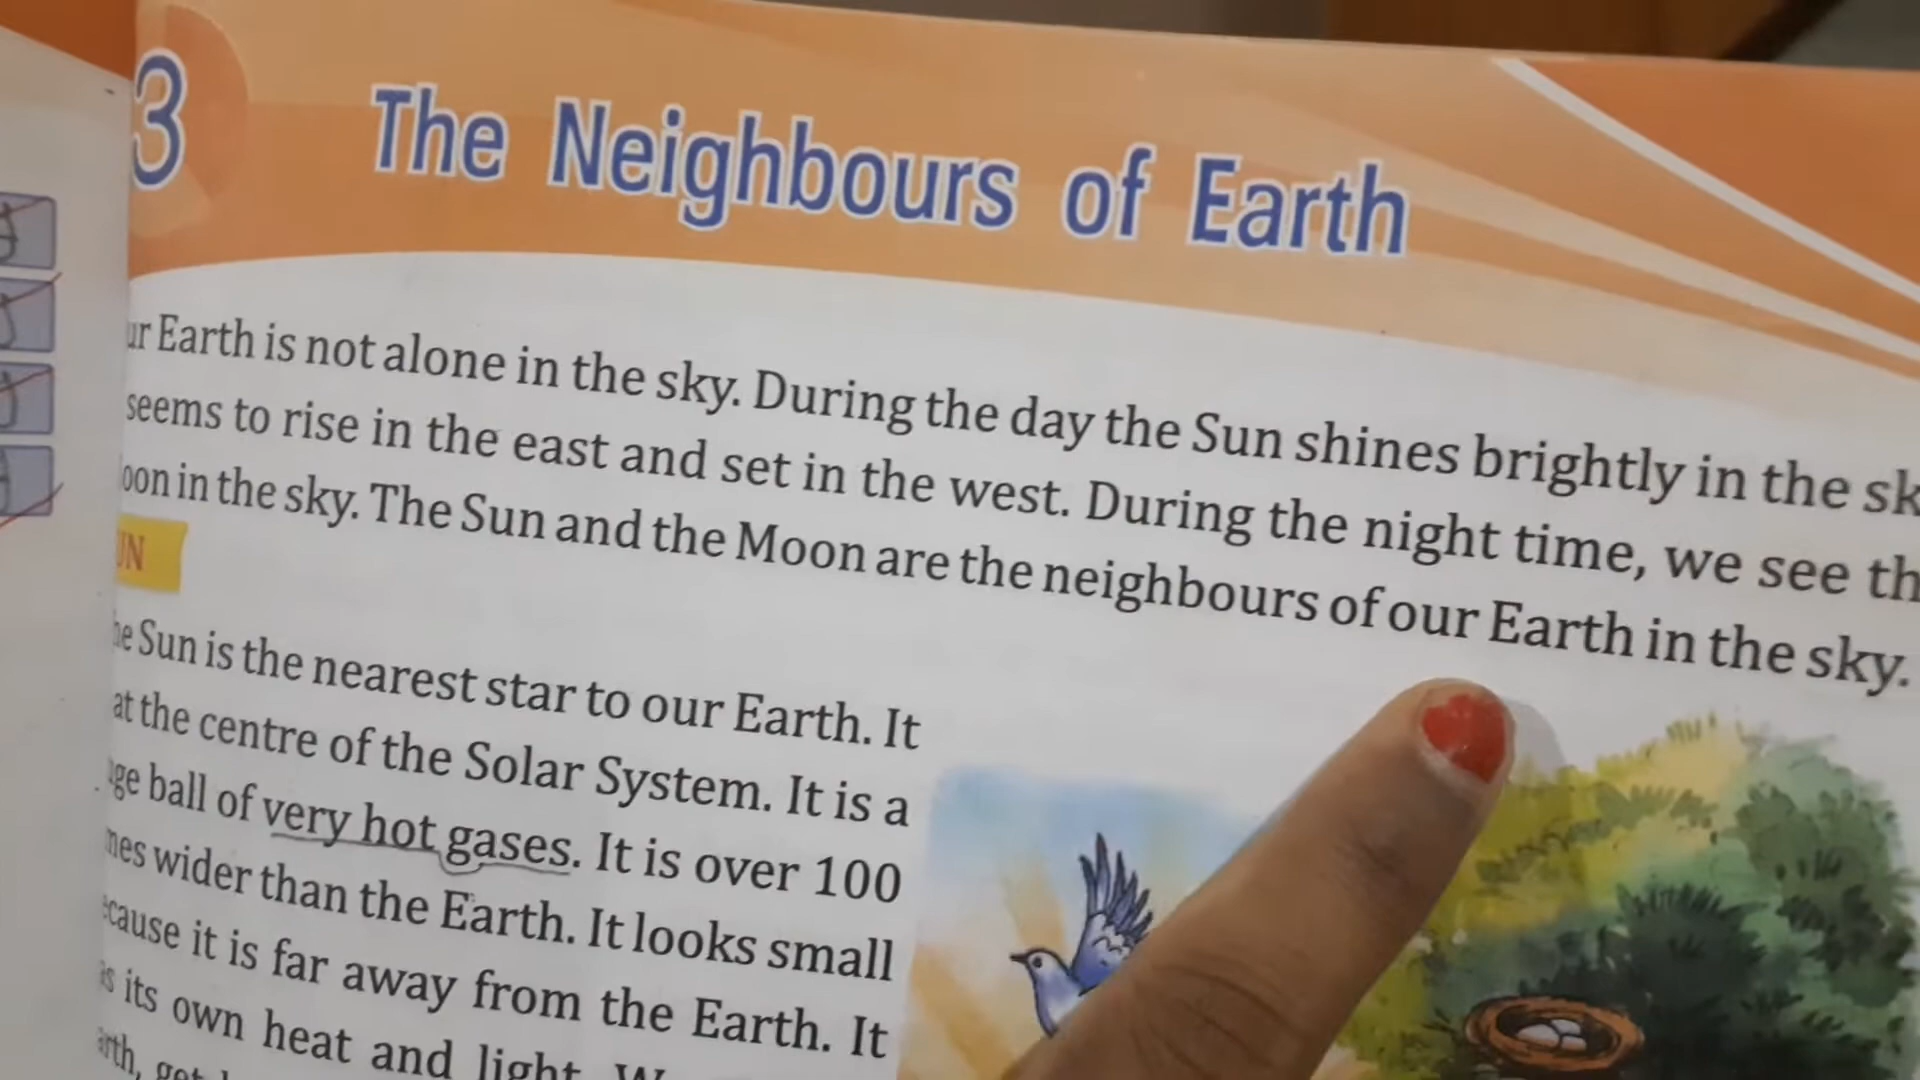 3 The Neighbours of Earth
ur Earth is not alone in the sky. During the day the Sun shines brightly in the sk
seems to rise in the east and set in the west. During the night time, we see th
oon in the sky. The Sun and the Moon are the neighbours of our Earth in the sky.
UN
he Sun is the nearest star to our Earth. It
at the centre of the Solar System. It is a
ge ball of very hot gases. It is over 100
mes wider than the Earth. It looks small
cause it is far away from the Earth. It
s its own heat and light.
arth, get